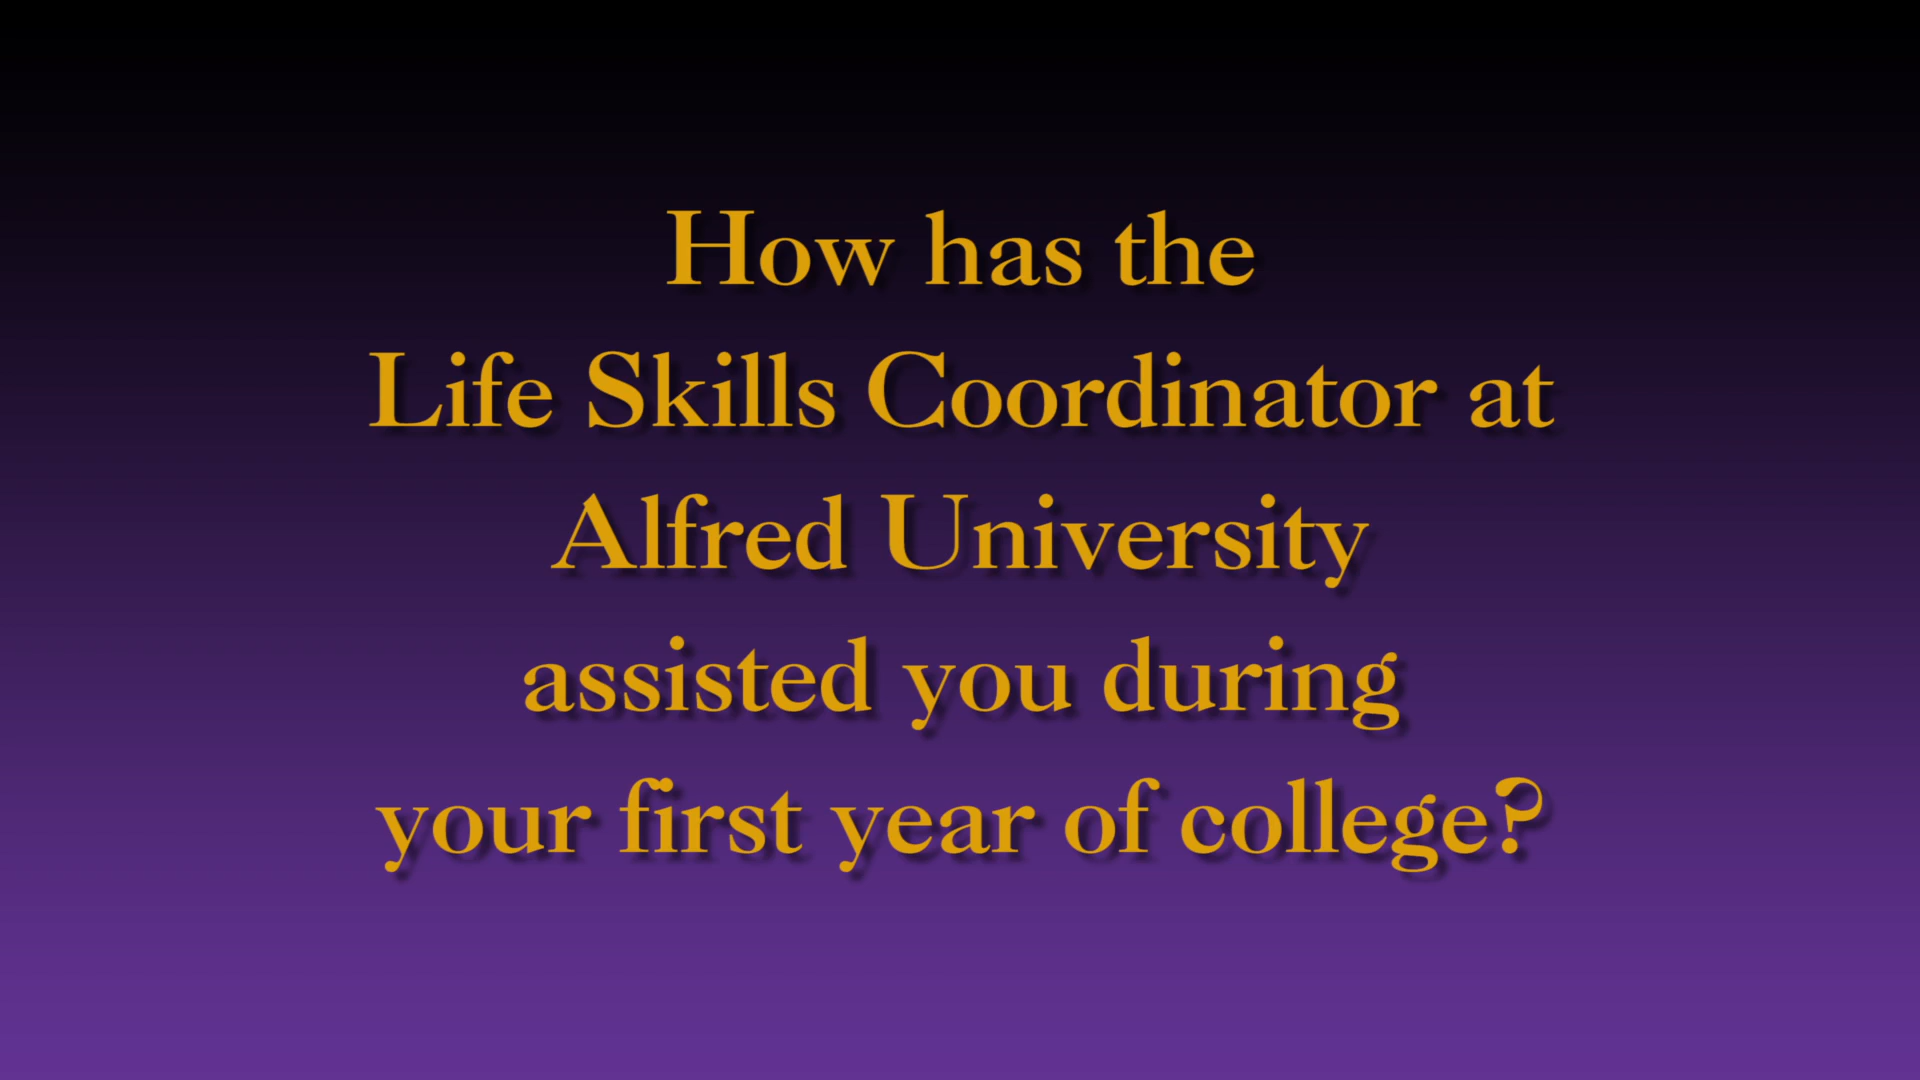 How has the
Life Skills Coordinator at
Alfred University
assisted you during
your first year of college?